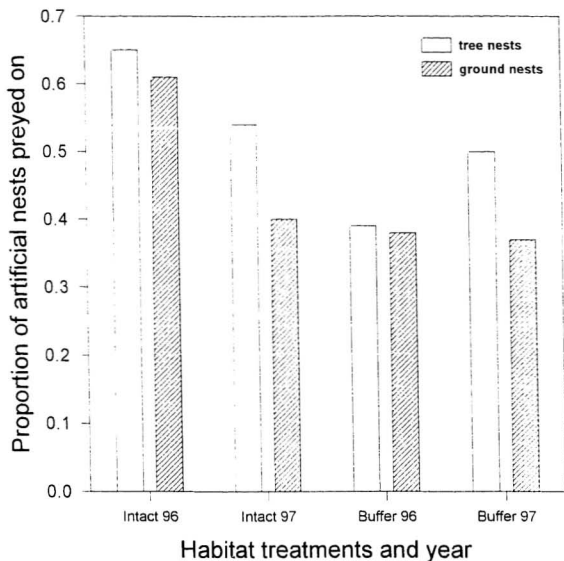 Proportion of artificial nests preyed on
0.7
0.6
0.5
0.4
0.3
0.2
0.1
0.0
tree nests
ground nests
Intact 96 Intact 97 Buffer 96 Buffer 97
Habitat treatments and year